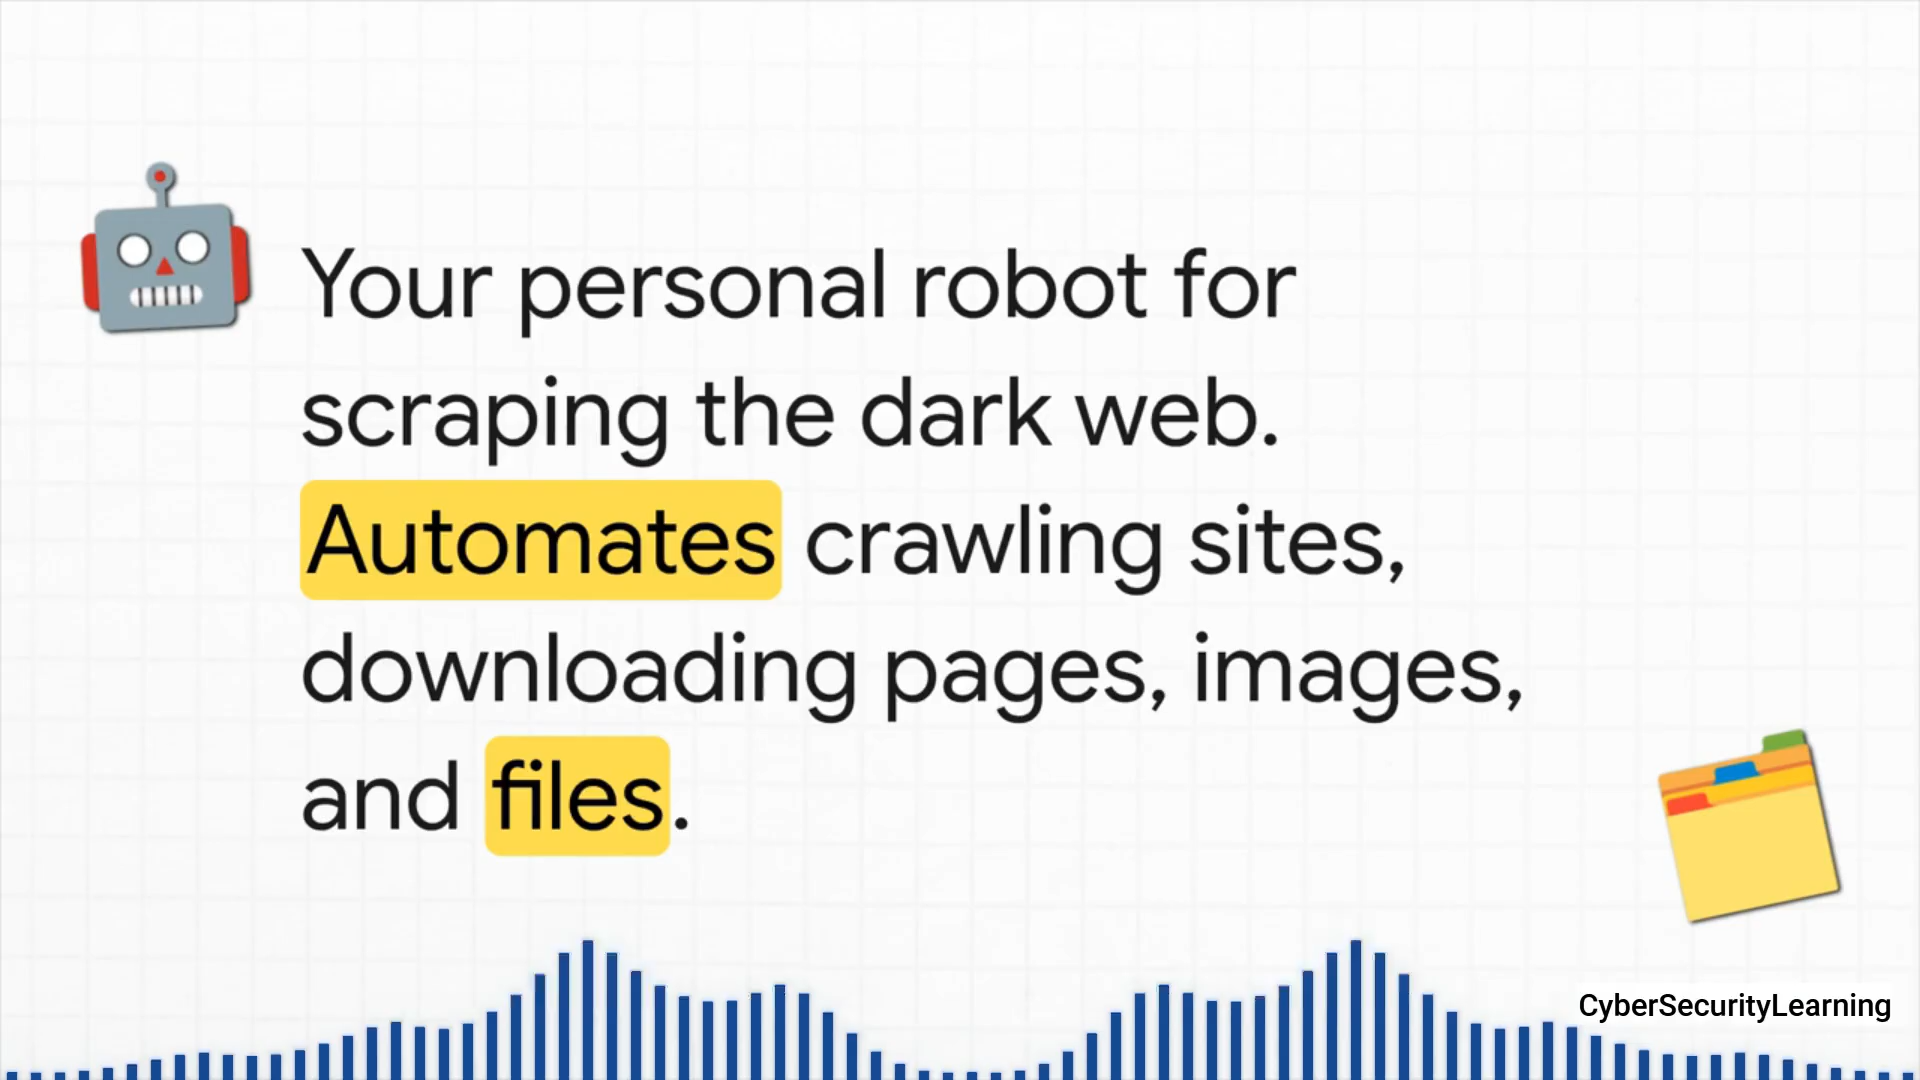 Your personal robot for
scraping the dark web.
Automates crawling sites,
downloading pages, images,
and files.
CyberSecurityLearning